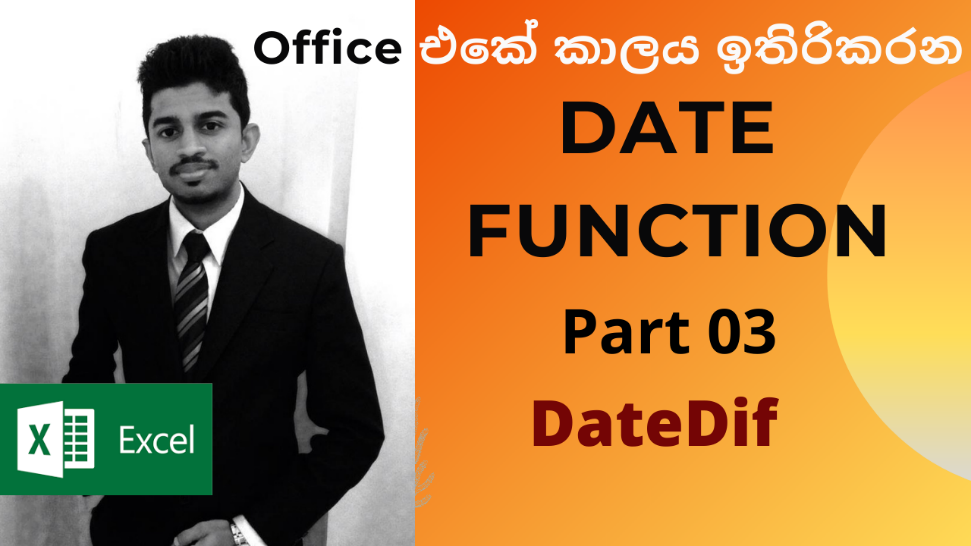 Office එකේ කාලය ඉතිරිකරන
DATE
FUNCTION
Part 03
DateDif
X
Excel